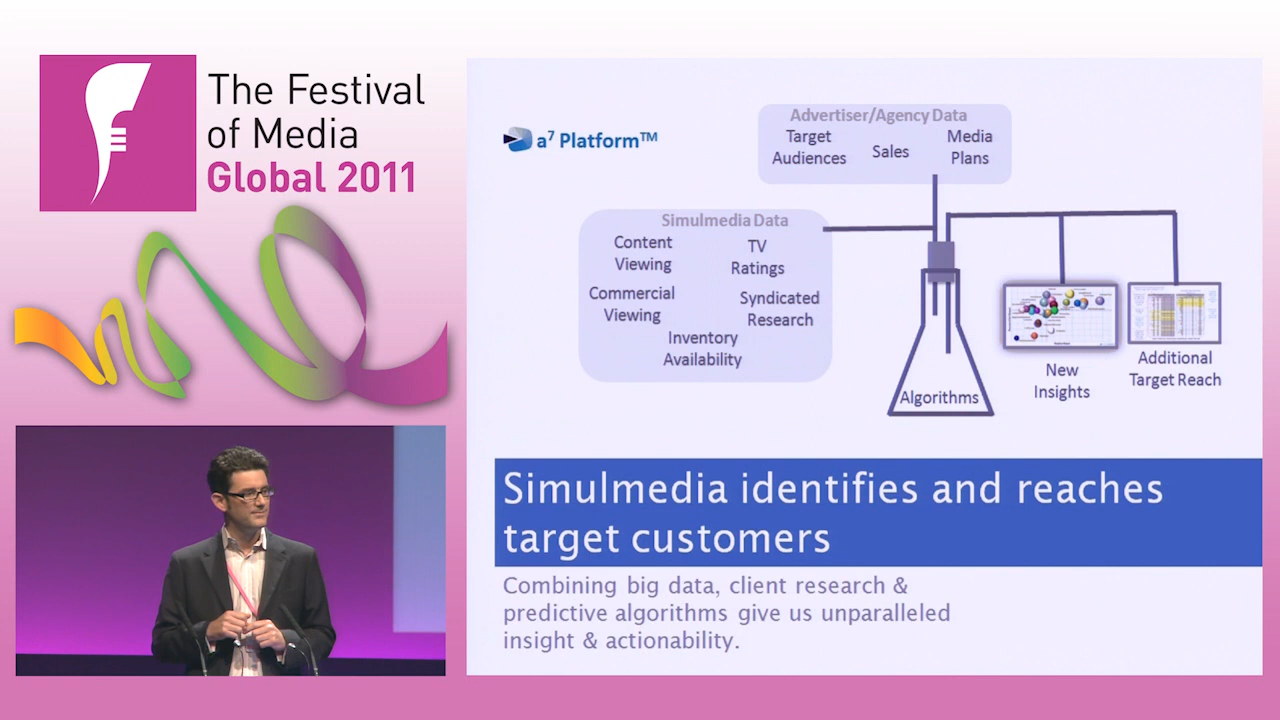 The Festival
of Media
Global 2011
a7 Platform™
Advertiser/Agency Data
Target
Audiences
Sales
Media
Plans
Simulmedia Data
Content
Viewing
TV
Ratings
Commercial
Viewing
Syndicated
Research
Inventory
Availability
Algorithms
New
Insights
Additional
Target Reach
Simulmedia identifies and reaches
target customers
Combining big data, client research &
predictive algorithms give us unparalleled
insight & actionability.